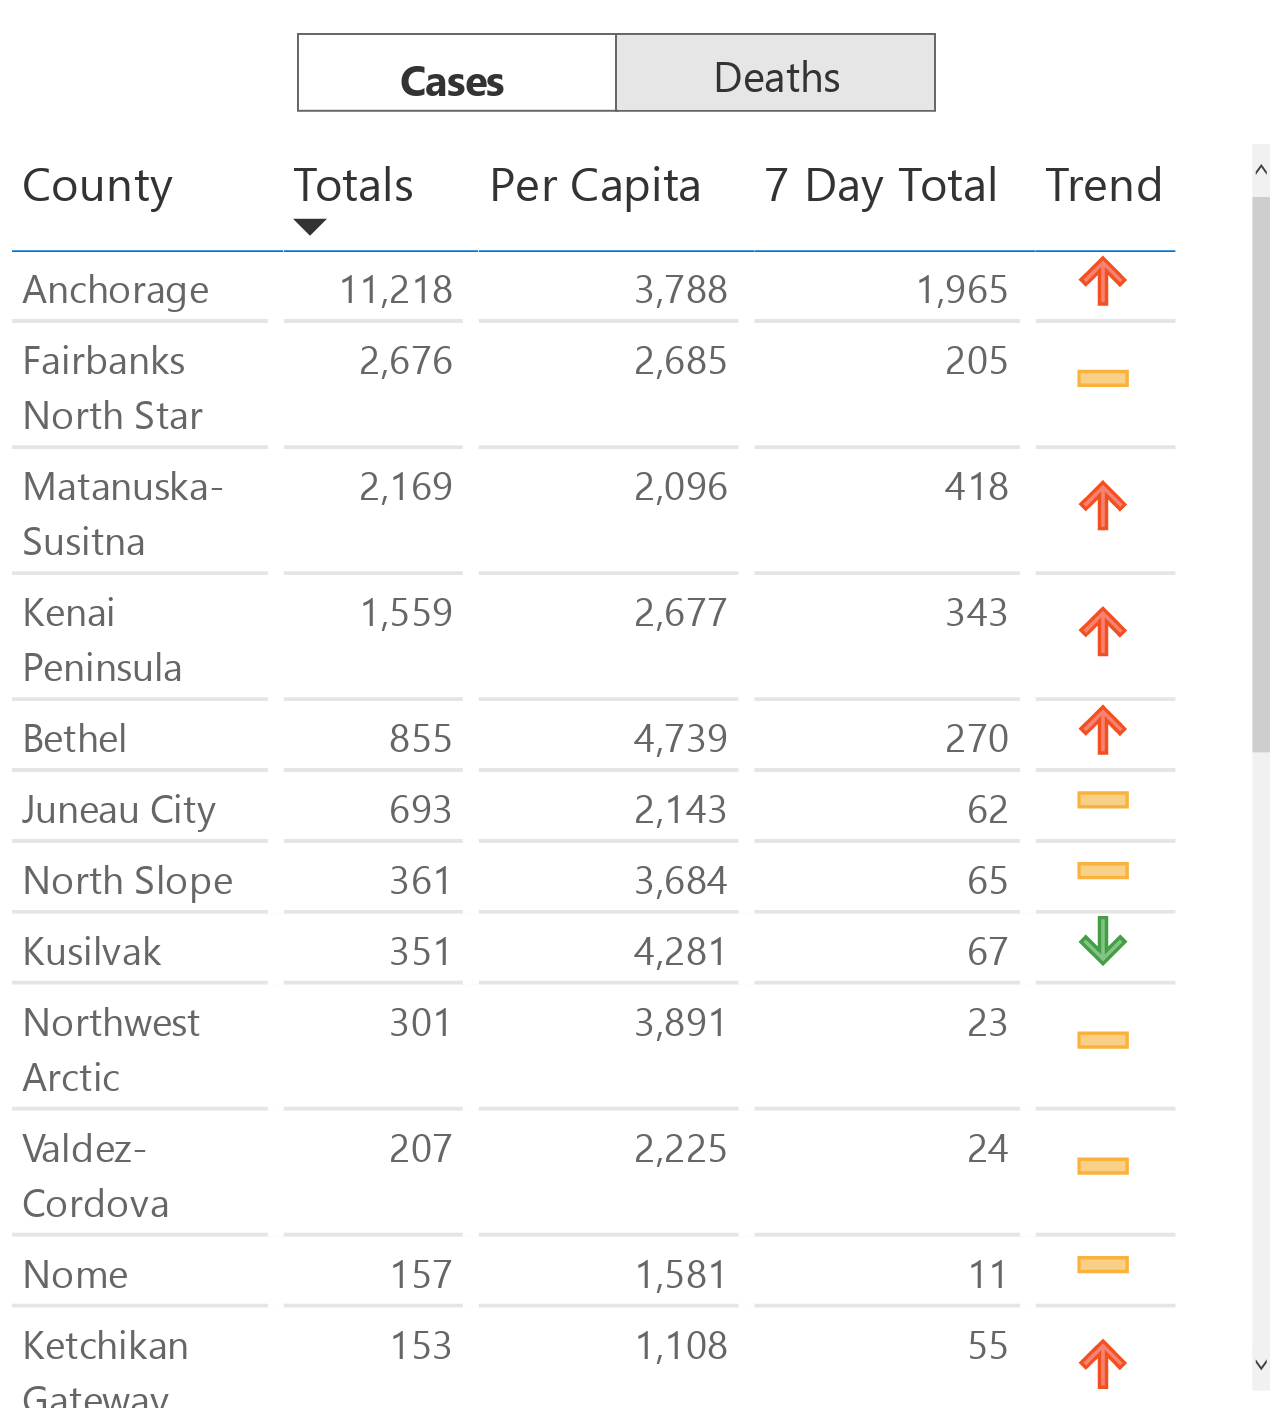 Cases Deaths
County Totals Per Capita 7 Day Total Trend
Anchorage 11,218 3,788 1,965
Fairbanks 2,676 2,685 205
North Star
Matanuska- 2,169 2,096 418
Susitna
Kenai 1,559 2,677 343
Peninsula
Bethel 855 4,739 270
Juneau City 693 2,143 62
North Slope 361 3,684 65
Kusilvak 351 4,281 67
Northwest 301 3,891 23
Arctic
Valdez- 207 2,225 24
Cordova
Nome 157 1,581 11
Ketchikan 153 1,108 55
Gateway